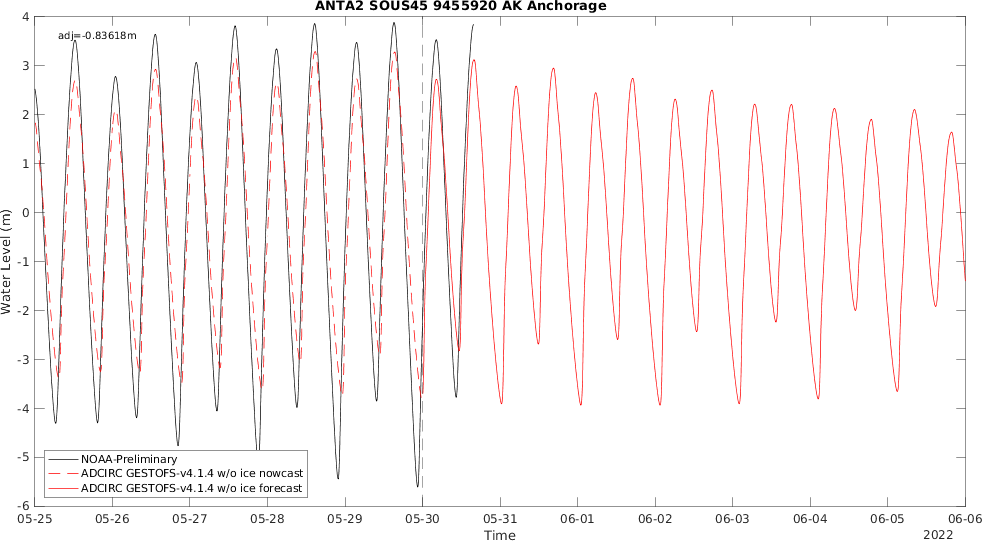 ANTA2 SOUS45 9455920 AK Anchorage
adj=-0.83618m
4
3
2
1
0
-1
-2
-3
-4
-5
-6
Water Level (m)
NOAA-Preliminary
ADCIRC GESTOFS-v4.1.4 w/o ice nowcast
ADCIRC GESTOFS-v4.1.4 w/o ice forecast
05-25 05-26 05-27 05-28 05-29 05-30 05-31 06-01 06-02 06-03 06-04 06-05 06-06
Time
2022